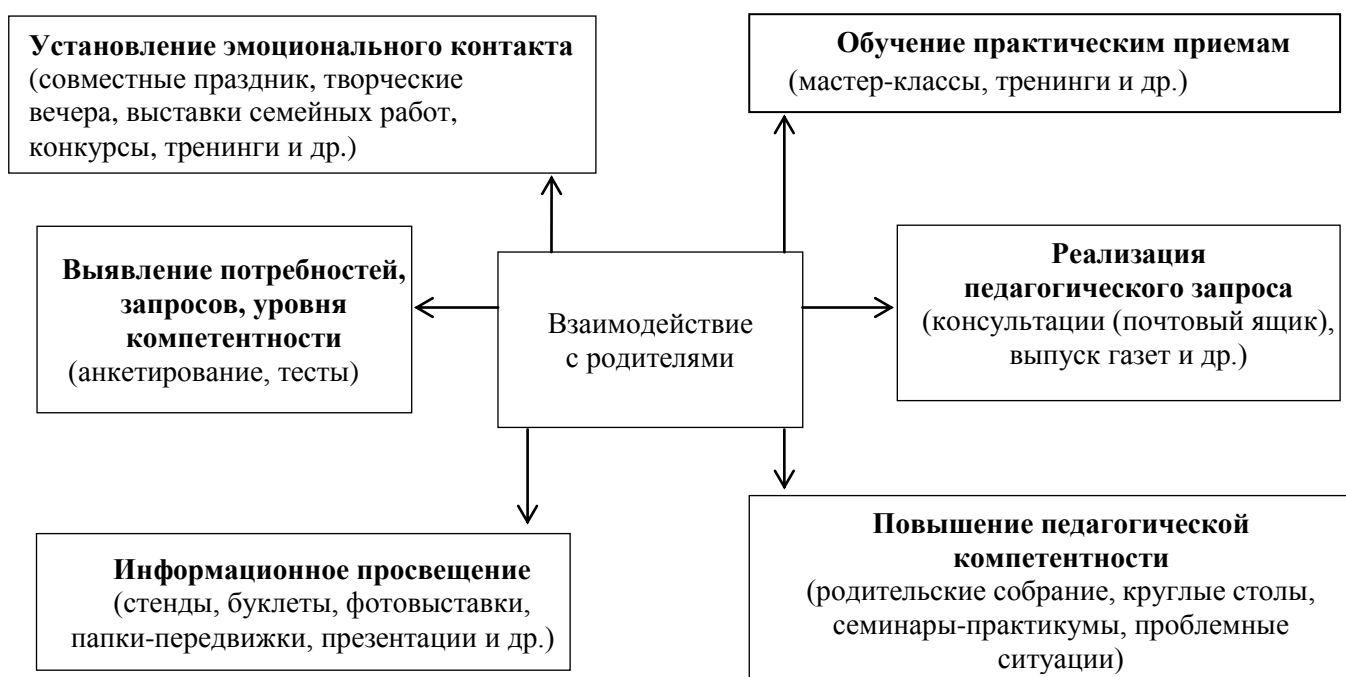 Установление эмоционального контакта
(совместные праздник, творческие
вечера, выставки семейных работ,
конкурсы, тренинги и др.)
Обучение практическим приемам
(мастер-классы, тренинги и др.)
Выявление потребностей,
запросов, уровня
компетентности
(анкетирование, тесты)
Взаимодействие
с родителями
Реализация
педагогического запроса
(консультации (почтовый ящик),
выпуск газет и др.)
Информационное просвещение
(стенды, буклеты, фотовыставки,
папки-передвижки, презентации и др.)
Повышение педагогической
компетентности
(родительские собрание, круглые столы,
семинары-практикумы, проблемные
ситуации)